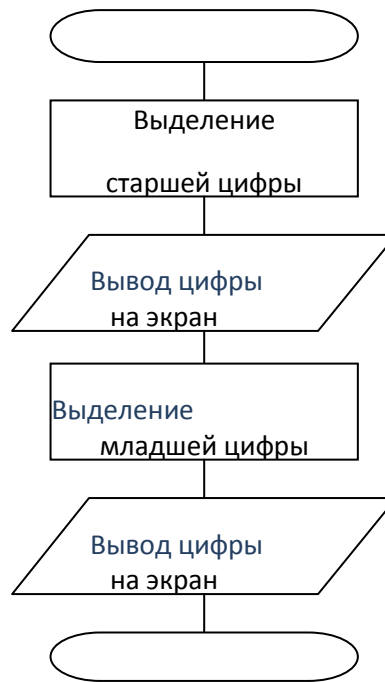 Выделение
старшей цифры
Вывод цифры
на экран
Выделение
младшей цифры
Вывод цифры
на экран